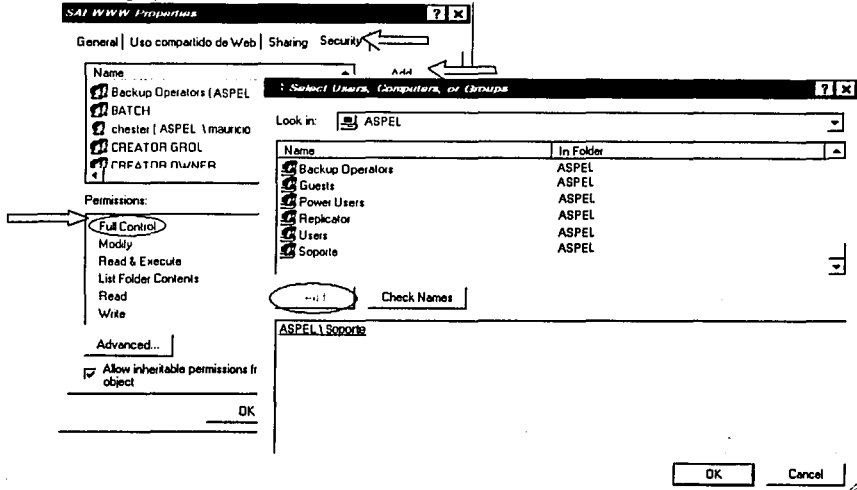 SAI WWW Properties
General Uso compartido de Web Sharing Security
Name
Add
Backup Operators (ASPEL
BATCH
chester ( ASPEL \mauricio
CREATOR GROL
CREATOR OWNER
Permissions:
Full Control
Modify
Read & Execute
List Folder Contents
Read
Write
Advanced...
Allow inheritable permissions fr
object
OK
Select Users, Computers, or Groups
Look in: ASPEL
Name In Folder
Backup Operators ASPEL
Guests ASPEL
Power Users ASPEL
Replicator ASPEL
Users ASPEL
Soporte ASPEL
Check Names
ASPEL\Soporte
OK Cancel